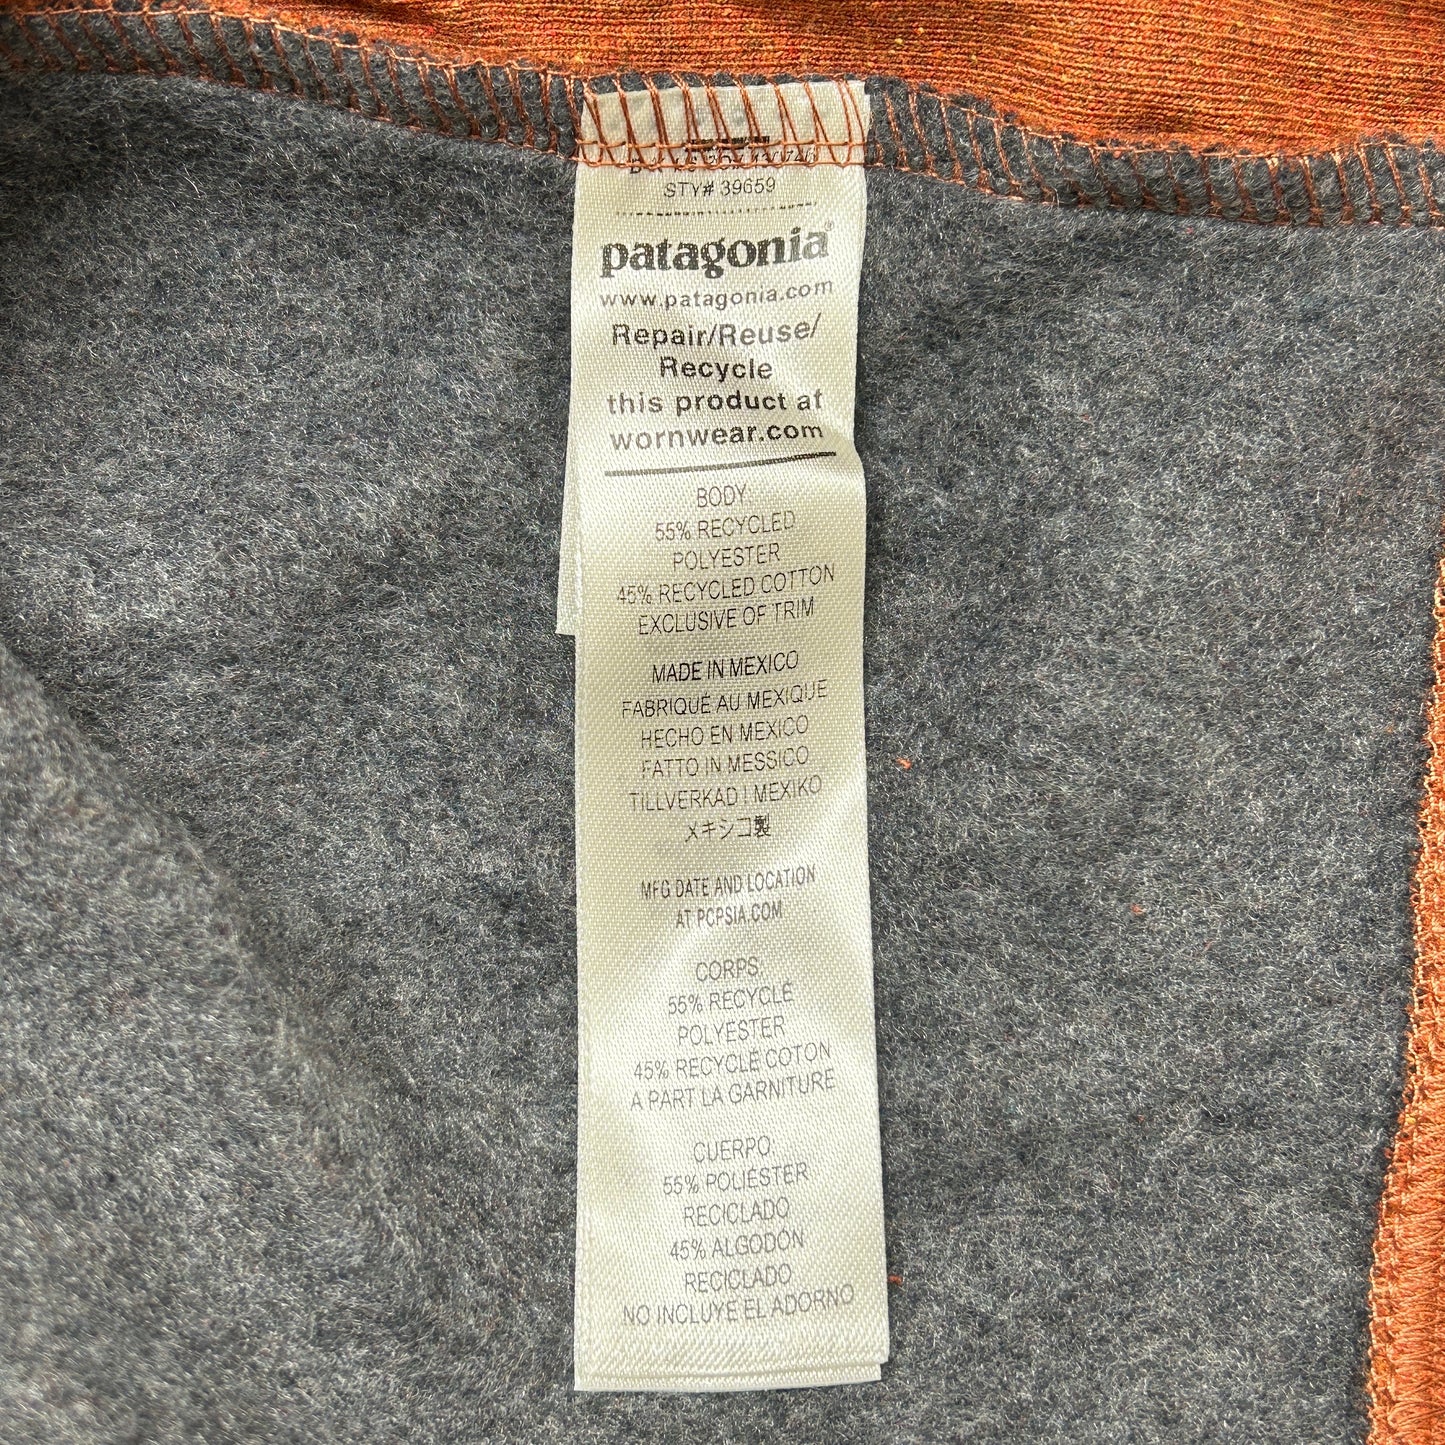 STY# 39659
patagonia®
www.patagonia.com
Repair/Reuse/
Recycle
this product at
wornwear.com
BODY
55% RECYCLED
POLYESTER
45% RECYCLED COTTON
EXCLUSIVE OF TRIM
MADE IN MEXICO
FABRIQUÉ AU MEXIQUE
HECHO EN MEXICO
FATTO IN MESSICO
TILLVERKAD I MEXIKO
メキシコ製
MFG DATE AND LOCATION
AT PCPSIA.COM
CORPS
55% RECYCLÉ
POLYESTER
45% RECYCLÉ COTON
A PART LA GARNITURE
CUERPO
55% POLIÉSTER
RECICLADO
45% ALGODÓN
RECICLADO
NO INCLUYE EL ADORNO